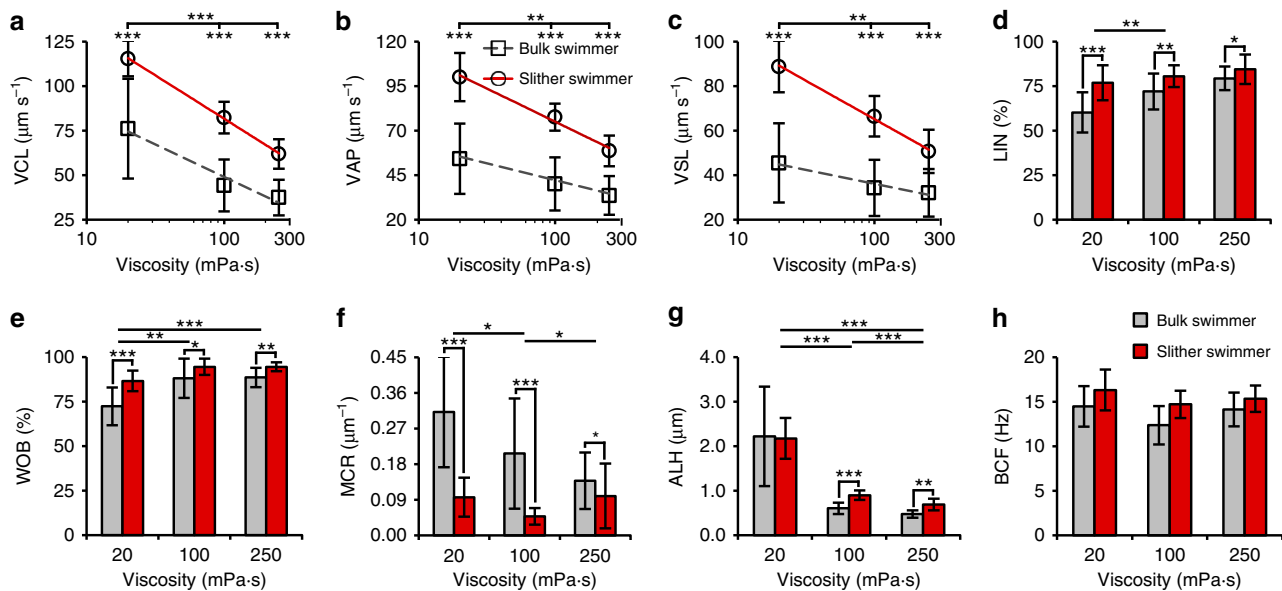 a
***
*** *** ***
125
100
75
50
25
VCL (μm s⁻¹)
10 100 300
Viscosity (mPa·s)
b
**
*** *** ***
Bulk swimmer
Slither swimmer
120
95
70
45
20
VAP (μm s⁻¹)
10 100 300
Viscosity (mPa·s)
c
**
*** *** ***
100
80
60
40
20
VSL (μm s⁻¹)
10 100 300
Viscosity (mPa·s)
d
**
*** ** *
100
75
50
25
0
LIN (%)
20 100 250
Viscosity (mPa·s)
e
***
**
*** * **
100
75
50
25
0
WOB (%)
20 100 250
Viscosity (mPa·s)
f
* *
*** *** *
0.45
0.36
0.27
0.18
0.09
0
MCR (μm⁻¹)
20 100 250
Viscosity (mPa·s)
g
***
*** ***
*** **
4.0
3.0
2.0
1.0
0
ALH (μm)
20 100 250
Viscosity (mPa·s)
h
Bulk swimmer
Slither swimmer
20
15
10
5
0
BCF (Hz)
20 100 250
Viscosity (mPa·s)